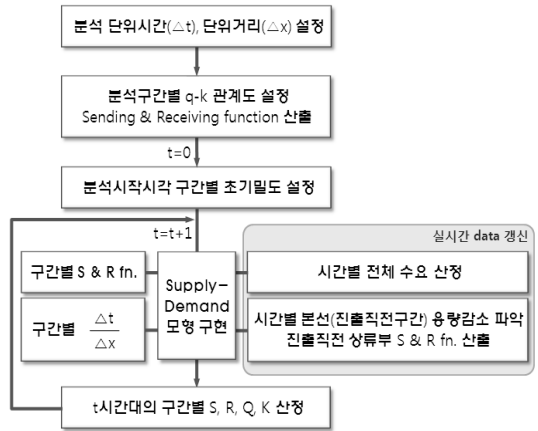 분석 단위시간(△t), 단위거리(△x) 설정
분석구간별 q-k 관계도 설정
Sending & Receiving function 산출
t=0
분석시작시각 구간별 초기밀도 설정
t=t+1
실시간 data 갱신
구간별 S & R fn.
Supply-
Demand
모형 구현
시간별 전체 수요 산정
구간별 △t
△x
시간별 본선(진출직전구간) 용량감소 파악
진출직전 상류부 S & R fn. 산출
t시간대의 구간별 S, R, Q, K 산정